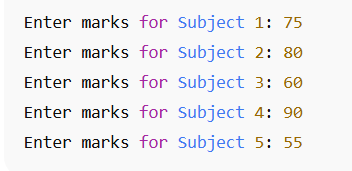 Enter marks for Subject 1: 75
Enter marks for Subject 2: 80
Enter marks for Subject 3: 60
Enter marks for Subject 4: 90
Enter marks for Subject 5: 55